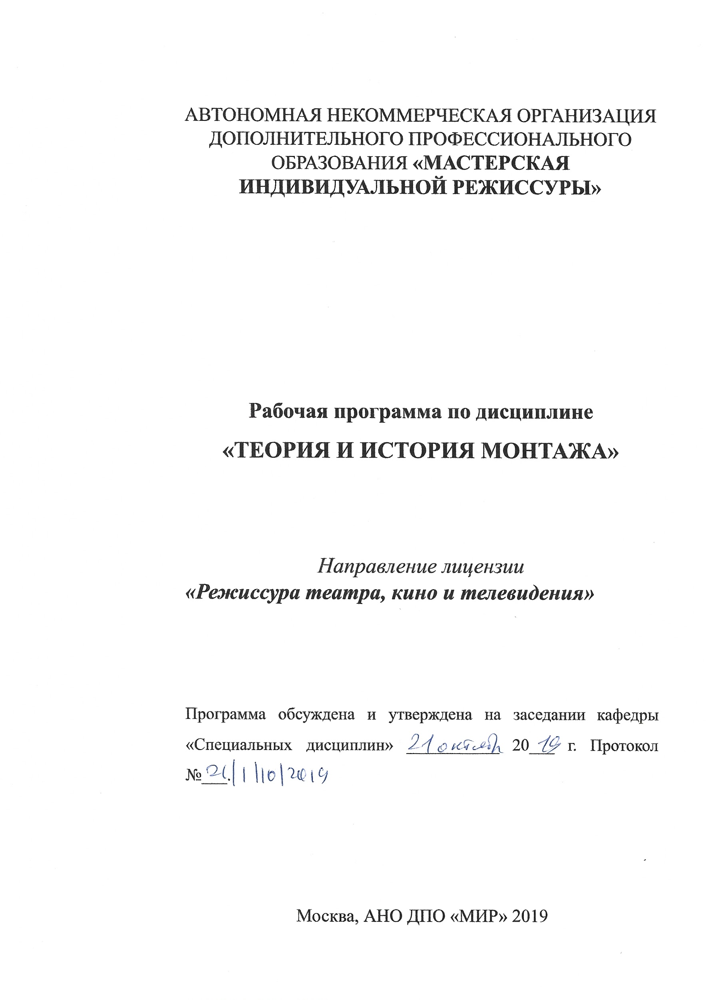 АВТОНОМНАЯ НЕКОММЕРЧЕСКАЯ ОРГАНИЗАЦИЯ
ДОПОЛНИТЕЛЬНОГО ПРОФЕССИОНАЛЬНОГО
ОБРАЗОВАНИЯ «МАСТЕРСКАЯ
ИНДИВИДУАЛЬНОЙ РЕЖИССУРЫ»
Рабочая программа по дисциплине
«ТЕОРИЯ И ИСТОРИЯ МОНТАЖА»
Направление лицензии
«Режиссура театра, кино и телевидения»
Программа обсуждена и утверждена на заседании кафедры
«Специальных дисциплин» 21 октября 2019 г. Протокол
№21./1/10/2019
Москва, АНО ДПО «МИР» 2019